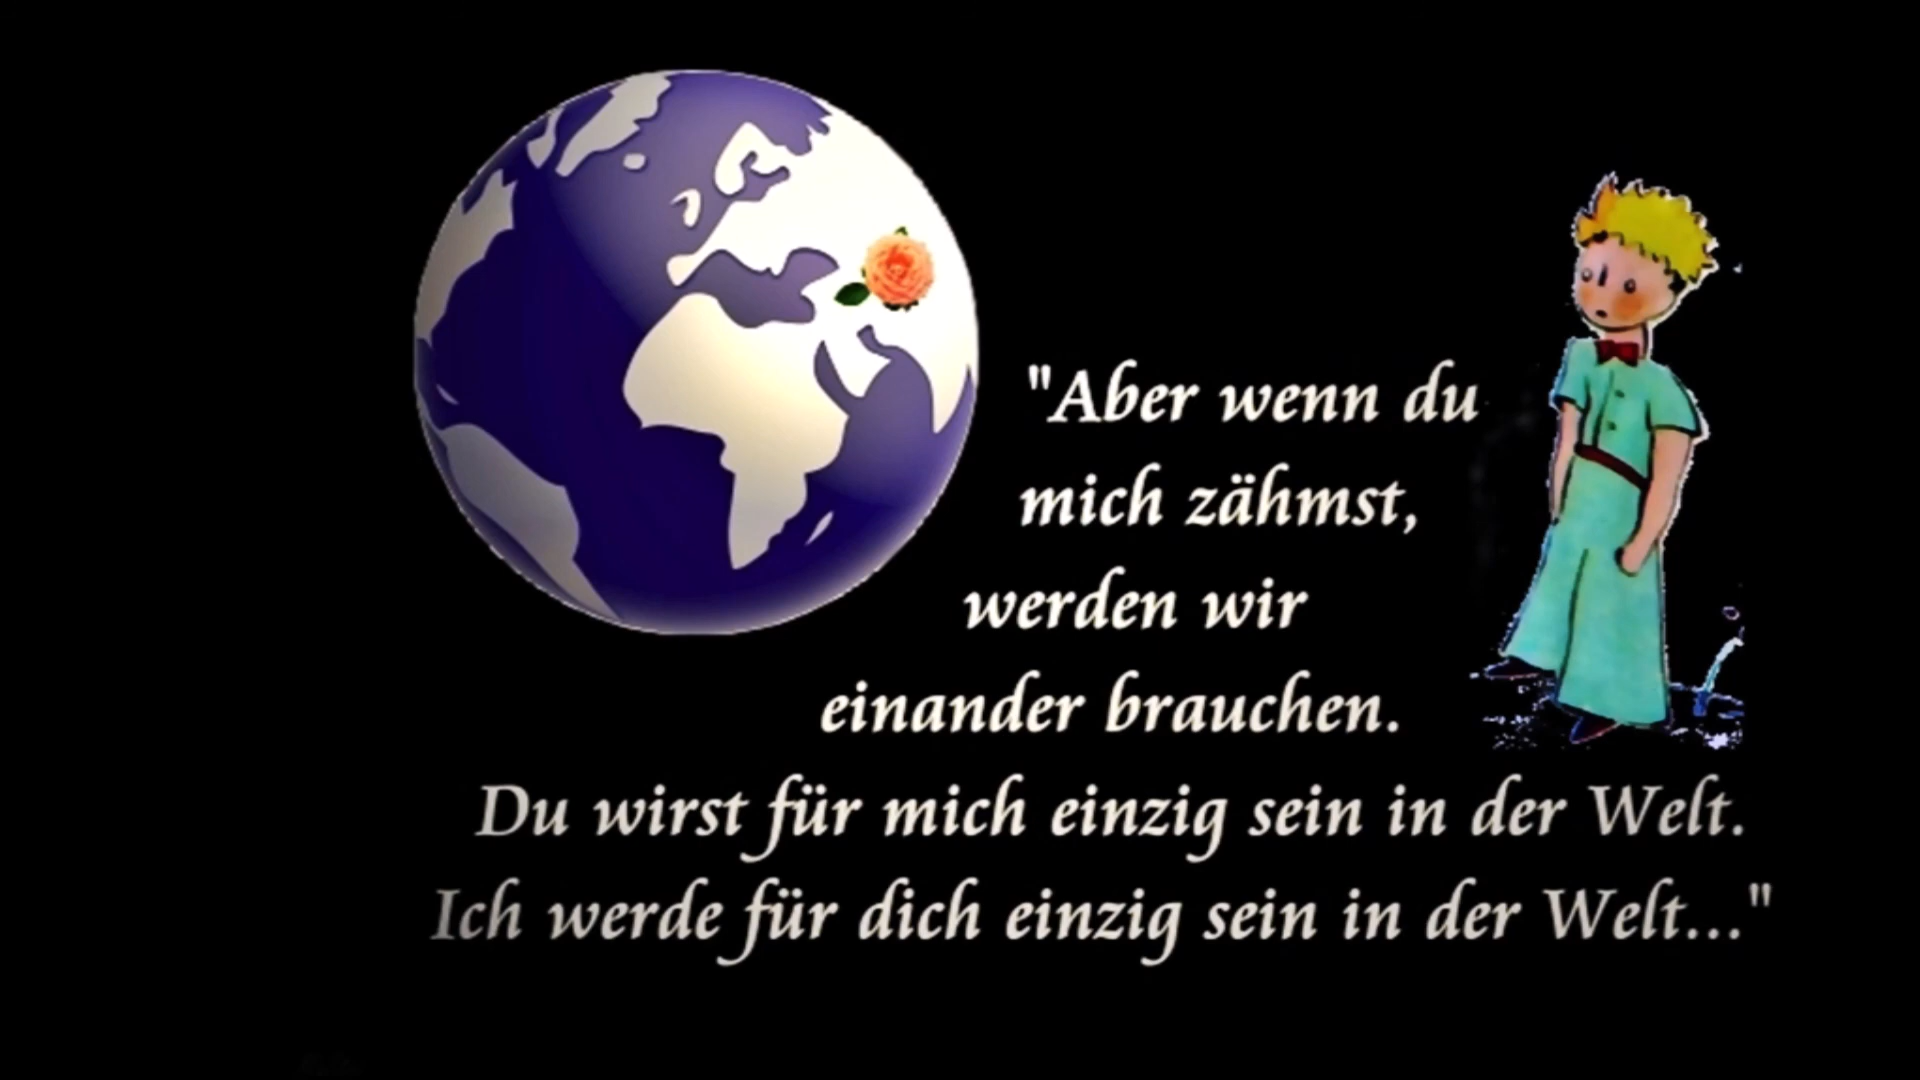 "Aber wenn du
mich zähmst,
werden wir
einander brauchen.
Du wirst für mich einzig sein in der Welt.
Ich werde für dich einzig sein in der Welt..."